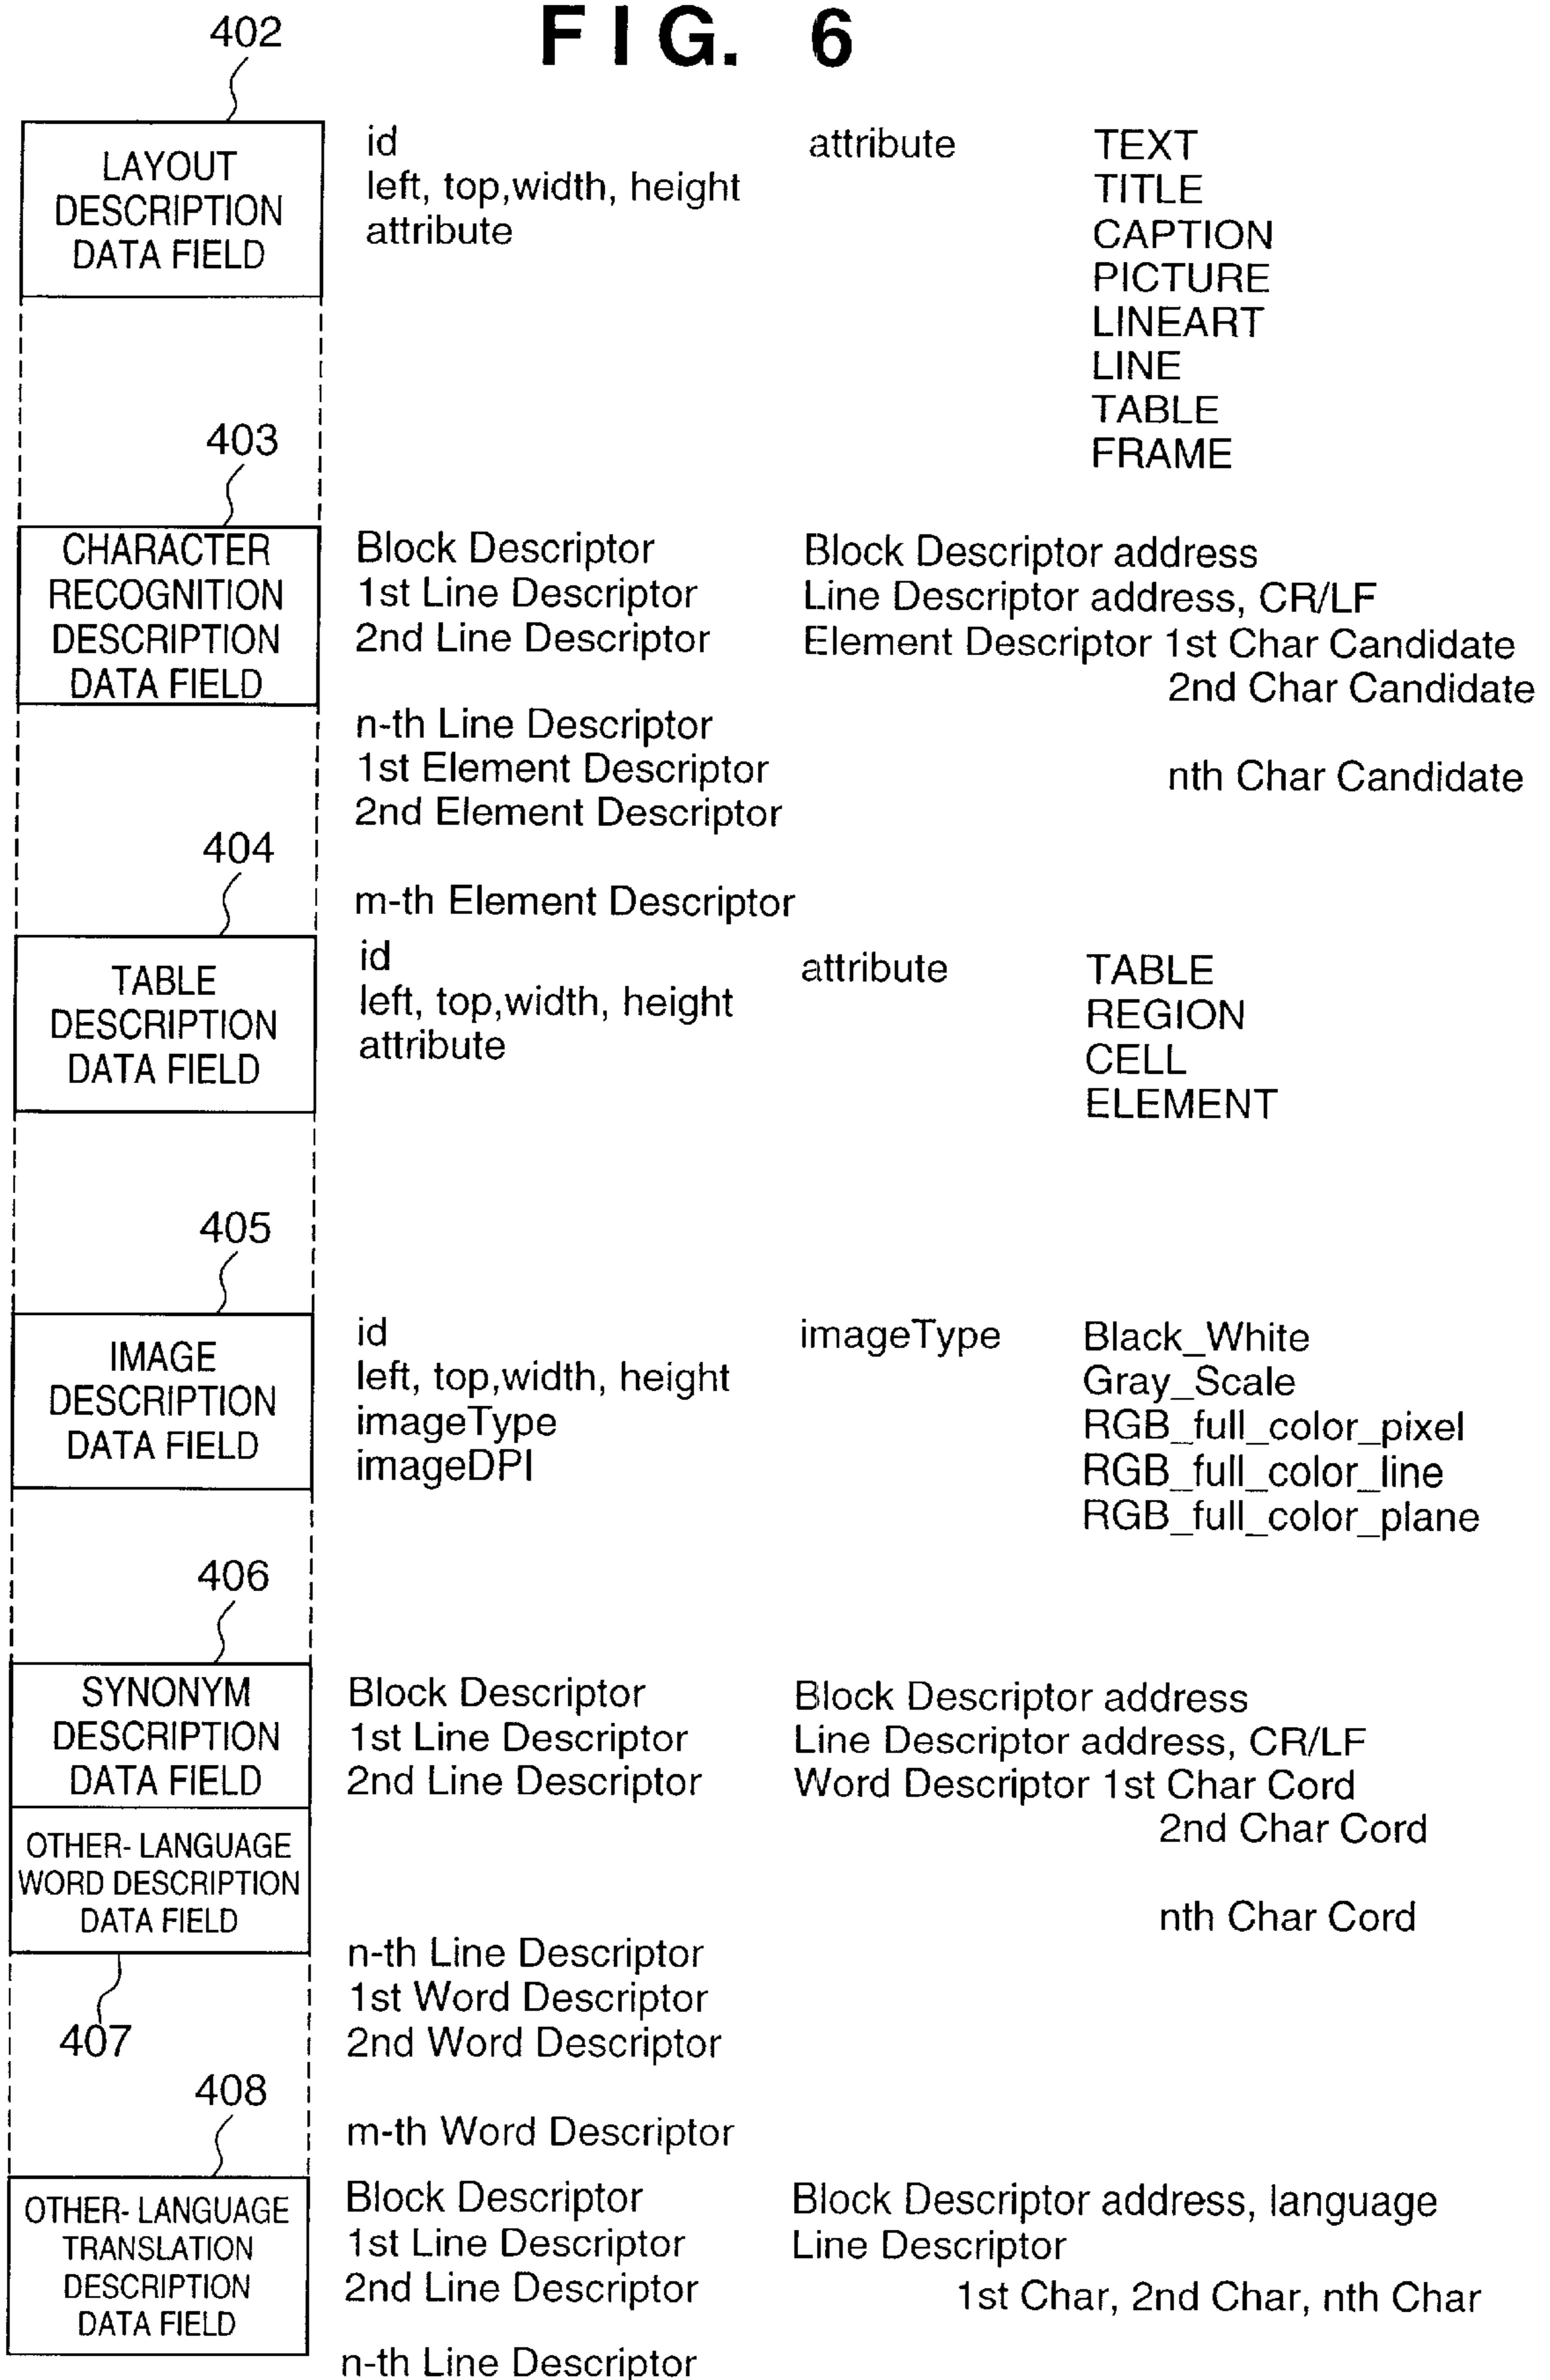 FIG. 6
402
LAYOUT
DESCRIPTION
DATA FIELD
id
left, top,width, height
attribute
attribute
TEXT
TITLE
CAPTION
PICTURE
LINEART
LINE
TABLE
FRAME
403
CHARACTER
RECOGNITION
DESCRIPTION
DATA FIELD
Block Descriptor
1st Line Descriptor
2nd Line Descriptor
n-th Line Descriptor
1st Element Descriptor
2nd Element Descriptor
m-th Element Descriptor
Block Descriptor address
Line Descriptor address, CR/LF
Element Descriptor 1st Char Candidate
2nd Char Candidate
nth Char Candidate
404
TABLE
DESCRIPTION
DATA FIELD
id
left, top,width, height
attribute
attribute
TABLE
REGION
CELL
ELEMENT
405
IMAGE
DESCRIPTION
DATA FIELD
id
left, top,width, height
imageType
imageDPI
imageType
Black_White
Gray_Scale
RGB_full_color_pixel
RGB_full_color_line
RGB_full_color_plane
406
SYNONYM
DESCRIPTION
DATA FIELD
OTHER- LANGUAGE
WORD DESCRIPTION
DATA FIELD
407
Block Descriptor
1st Line Descriptor
2nd Line Descriptor
n-th Line Descriptor
1st Word Descriptor
2nd Word Descriptor
m-th Word Descriptor
Block Descriptor address
Line Descriptor address, CR/LF
Word Descriptor 1st Char Cord
2nd Char Cord
nth Char Cord
408
OTHER- LANGUAGE
TRANSLATION
DESCRIPTION
DATA FIELD
Block Descriptor
1st Line Descriptor
2nd Line Descriptor
n-th Line Descriptor
Block Descriptor address, language
Line Descriptor
1st Char, 2nd Char, nth Char